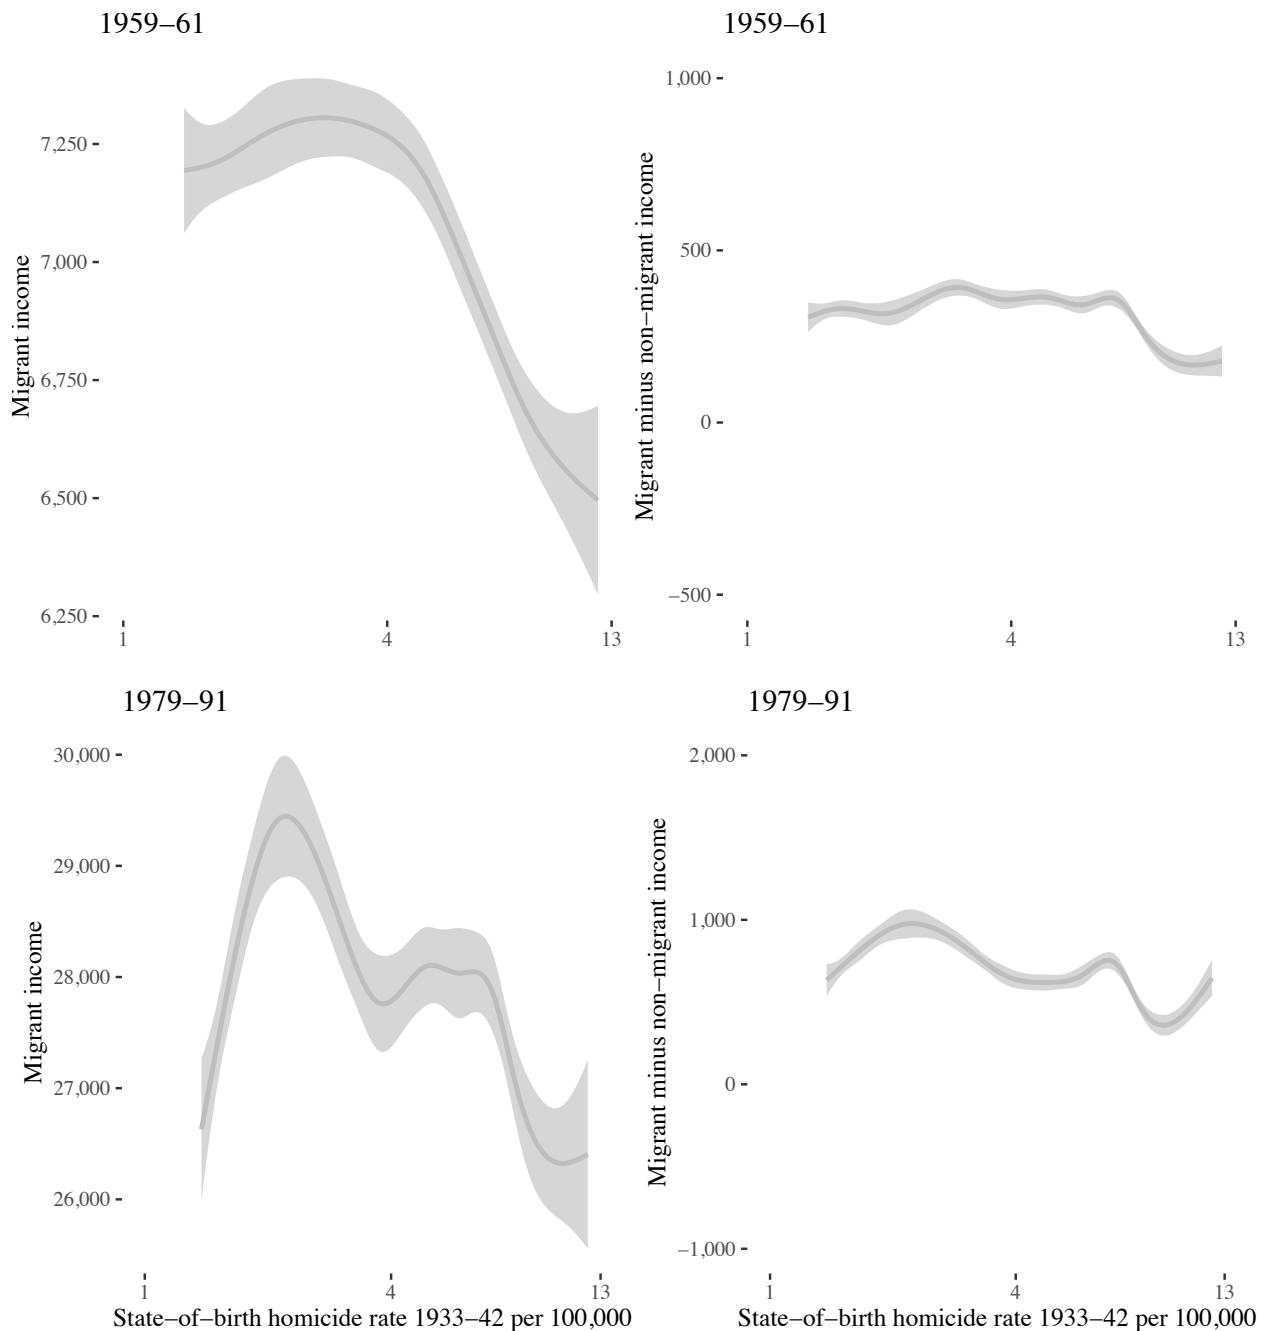 1959–61
Migrant income
7,250
7,000
6,750
6,500
6,250
1 4 13
1959–61
Migrant minus non–migrant income
1,000
500
0
–500
1 4 13
1979–91
Migrant income
30,000
29,000
28,000
27,000
26,000
1 4 13
State–of–birth homicide rate 1933–42 per 100,000
1979–91
Migrant minus non–migrant income
2,000
1,000
0
–1,000
1 4 13
State–of–birth homicide rate 1933–42 per 100,000